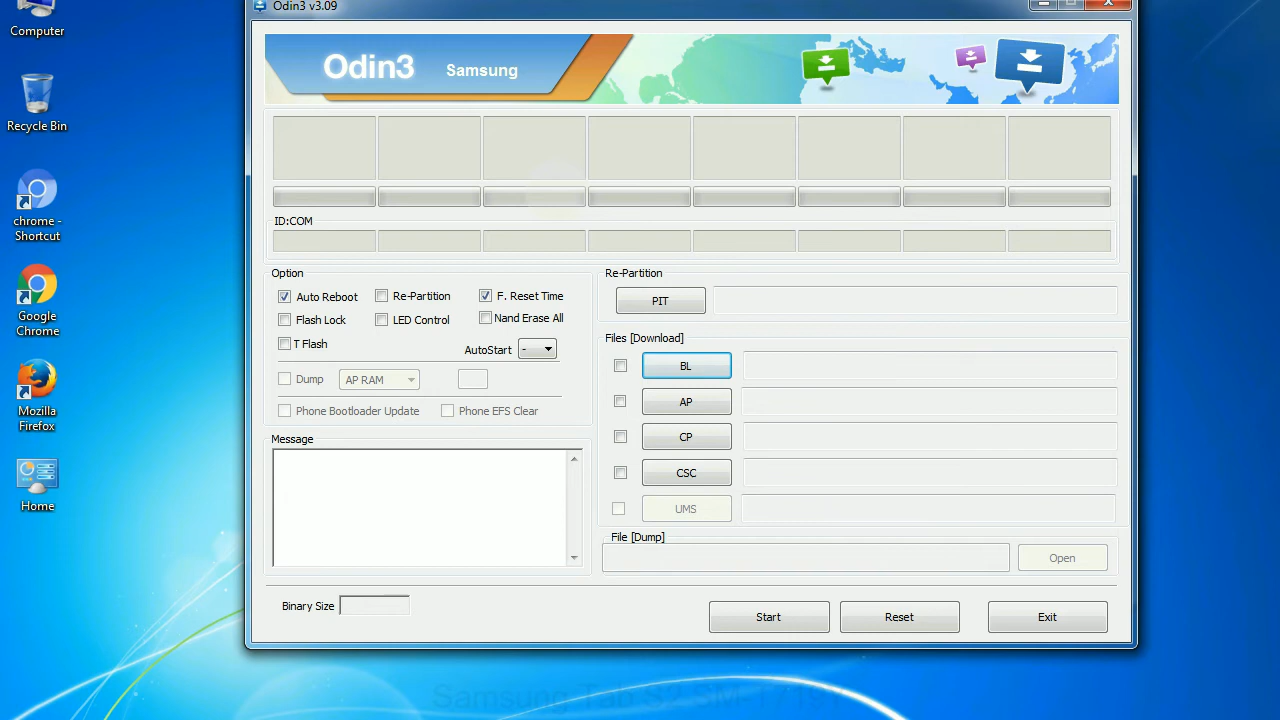 Computer
Recycle Bin
chrome - Shortcut
Google Chrome
Mozilla Firefox
Home
Odin3 v3.09
Odin3 Samsung
ID:COM
Option
Auto Reboot
Re-Partition
F. Reset Time
Flash Lock
LED Control
Nand Erase All
T Flash
AutoStart -
Dump
AP RAM
Phone Bootloader Update
Phone EFS Clear
Message
Re-Partition
PIT
Files [Download]
BL
AP
CP
CSC
UMS
File [Dump]
Open
Binary Size
Start
Reset
Exit
Samsung Tab S2